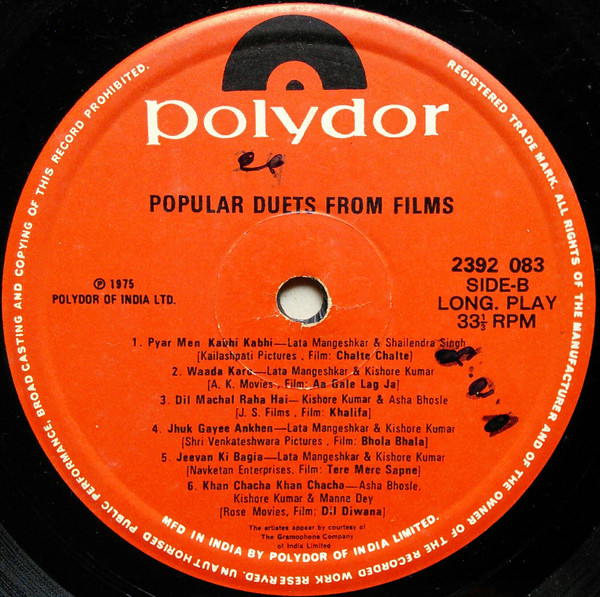 polydor
POPULAR DUETS FROM FILMS
℗ 1975
POLYDOR OF INDIA LTD.
2392 083
SIDE-B
LONG. PLAY
33⅓ RPM
1. Pyar Men Kabhi Kabhi—Lata Mangeshkar & Shailendra Singh
[Kailashpati Pictures , Film: Chalte Chalte]
2. Waada Karo—Lata Mangeshkar & Kishore Kumar
[A. K. Movies , Film: Aa Gale Lag Ja]
3. Dil Machal Raha Hai—Kishore Kumar & Asha Bhosle
[J. S. Films , Film: Khalifa]
4. Jhuk Gayee Ankhen—Lata Mangeshkar & Kishore Kumar
[Shri Venkateshwara Pictures , Film: Bhola Bhala]
5. Jeevan Ki Bagia—Lata Mangeshkar & Kishore Kumar
[Navketan Enterprises, Film: Tere Mere Sapne]
6. Khan Chacha Khan Chacha—Asha Bhosle,
Kishore Kumar & Manne Dey
[Rose Movies, Film: Dil Diwana]
The artistes appear by courtesy of
The Gramophone Company
of India Limited
MFD IN INDIA BY POLYDOR OF INDIA LIMITED.
REGISTERED TRADE MARK. ALL RIGHTS OF THE MANUFACTURER AND OF THE OWNER OF THE RECORDED WORK RESERVED. UNAUTHORISED PUBLIC PERFORMANCE, BROAD CASTING AND COPYING OF THIS RECORD PROHIBITED.